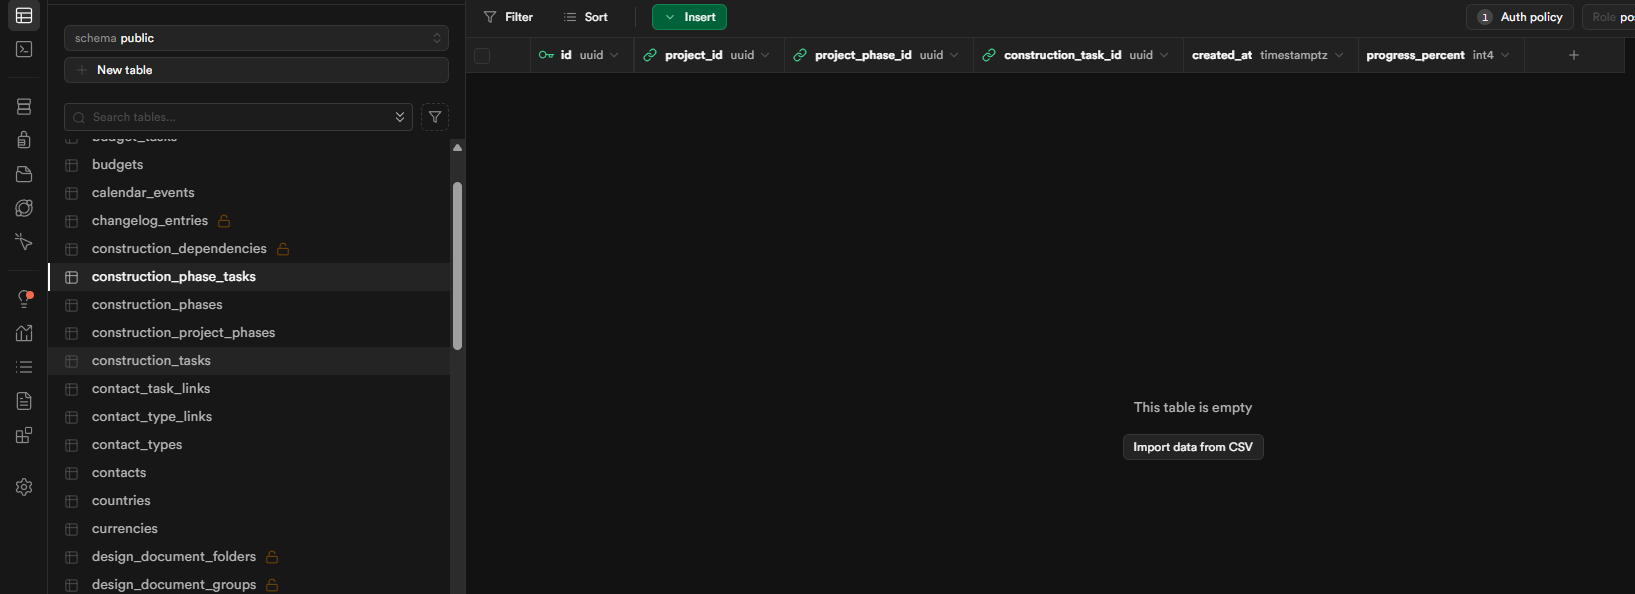 schema public
New table
Search tables...
budget_tasks
budgets
calendar_events
changelog_entries
construction_dependencies
construction_phase_tasks
construction_phases
construction_project_phases
construction_tasks
contact_task_links
contact_type_links
contact_types
contacts
countries
currencies
design_document_folders
design_document_groups
Filter Sort Insert 1 Auth policy Role pos
id uuid project_id uuid project_phase_id uuid construction_task_id uuid created_at timestamptz progress_percent int4
This table is empty
Import data from CSV